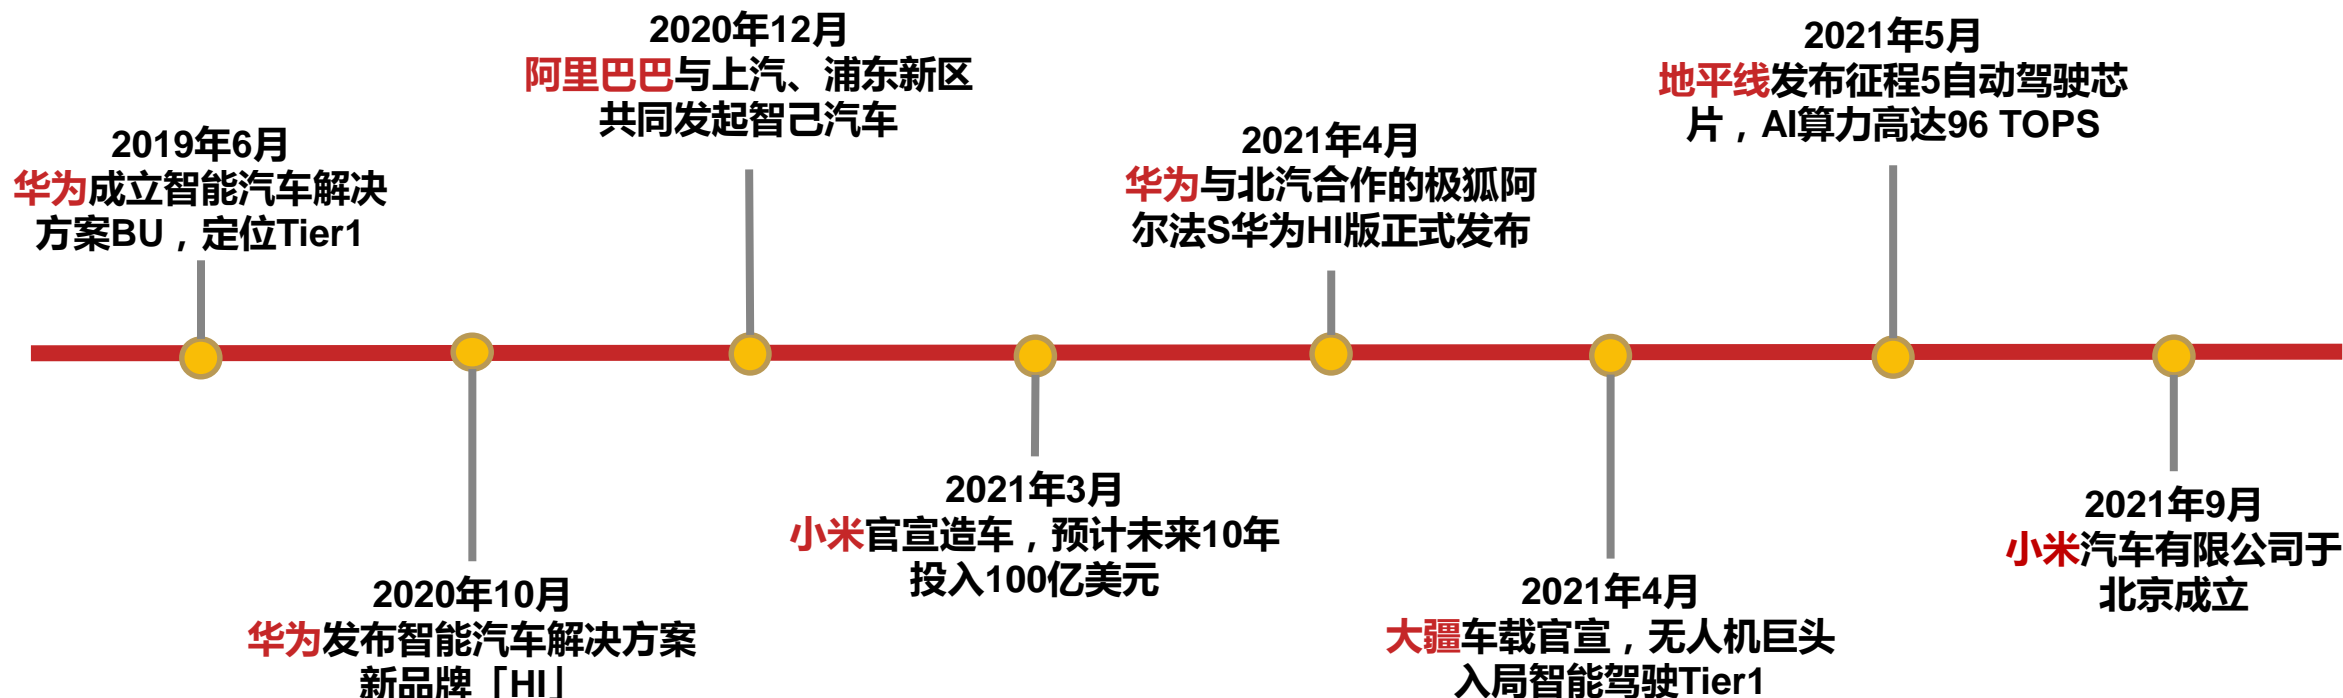 2019年6月
华为成立智能汽车解决
方案BU，定位Tier1
2020年10月
华为发布智能汽车解决方案
新品牌「HI」
2020年12月
阿里巴巴与上汽、浦东新区
共同发起智己汽车
2021年3月
小米官宣造车，预计未来10年
投入100亿美元
2021年4月
华为与北汽合作的极狐阿
尔法S华为HI版正式发布
2021年4月
大疆车载官宣，无人机巨头
入局智能驾驶Tier1
2021年5月
地平线发布征程5自动驾驶芯
片，AI算力高达96 TOPS
2021年9月
小米汽车有限公司于
北京成立